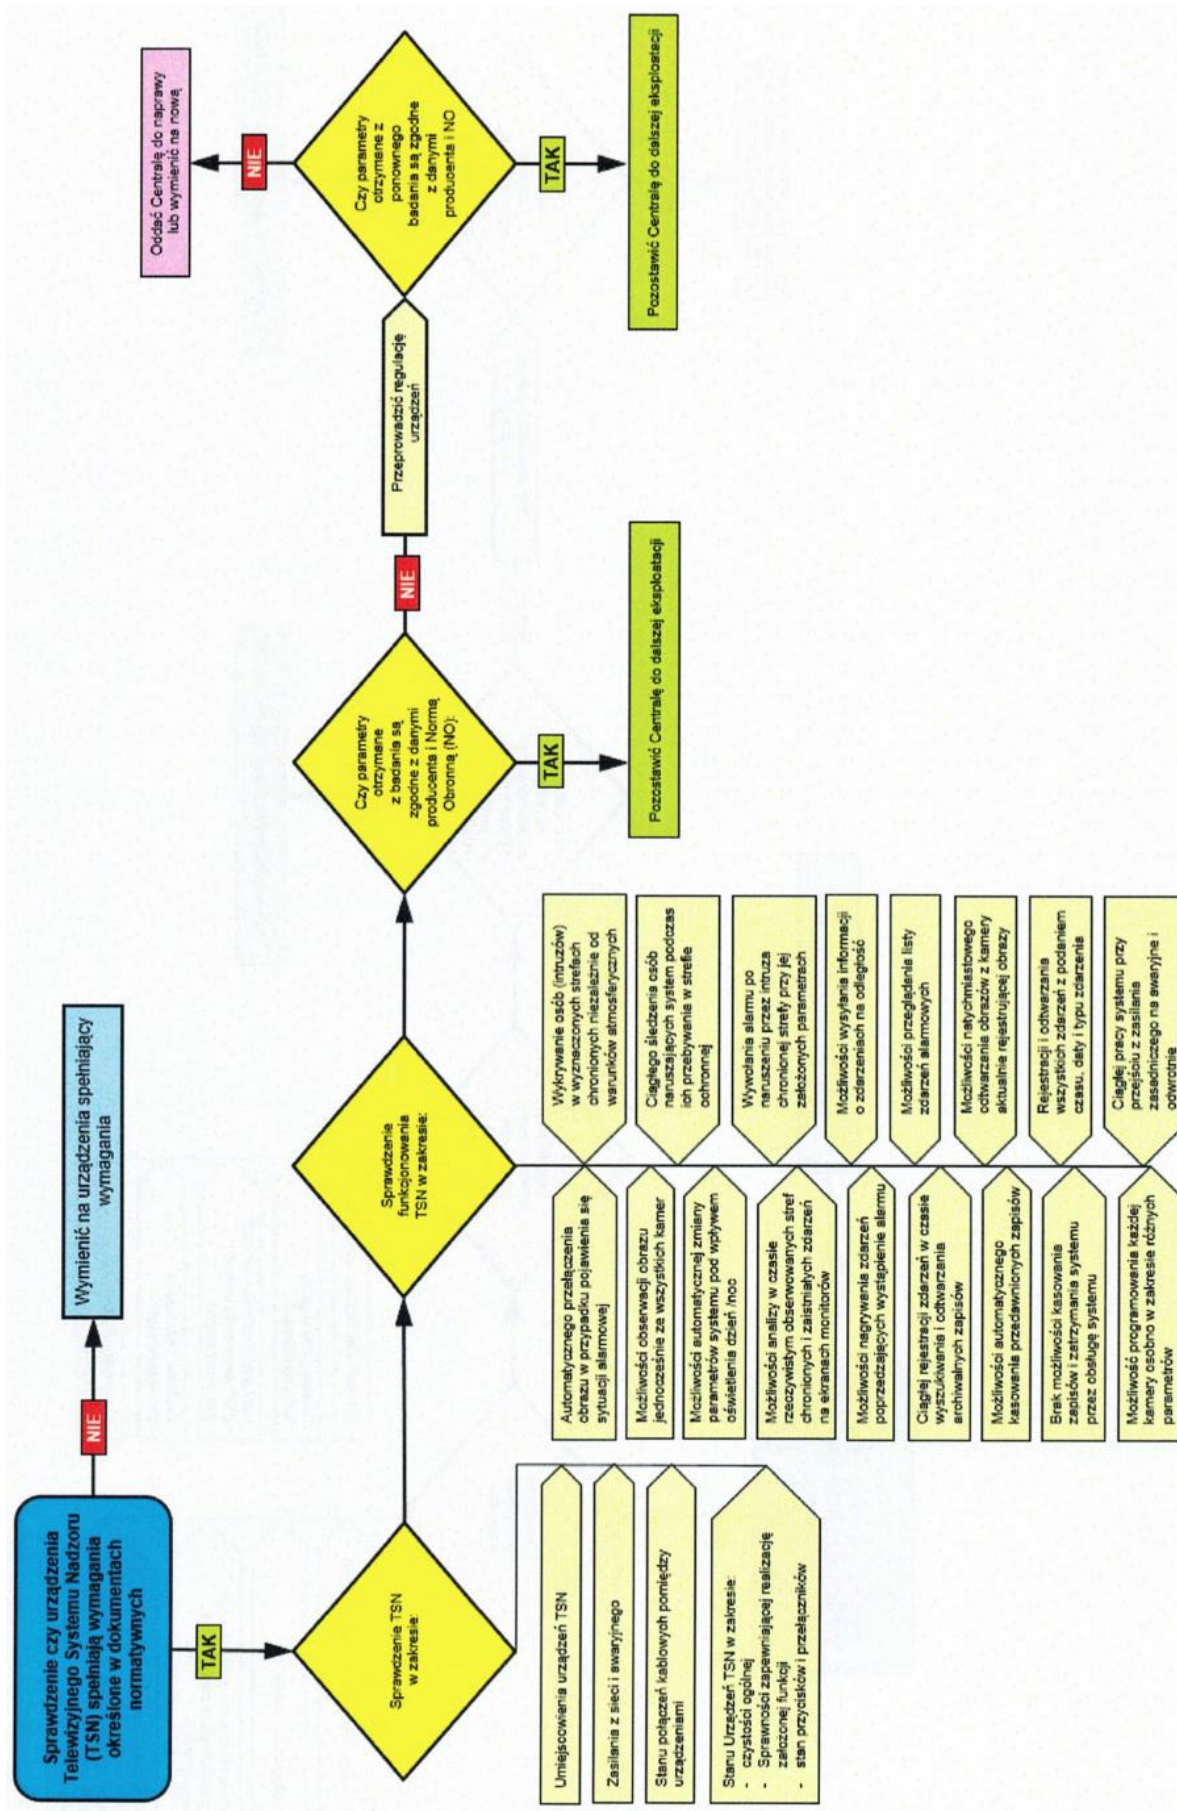 Sprawdzenie czy urządzenia
Telewizyjnego Systemu Nadzoru
(TSN) spełniają wymagania
określone w dokumentach
normatywnych
NIE
Wymienić na urządzenia spełniający
wymagania
TAK
Sprawdzenie TSN
w zakresie:
Umiejscowienia urządzeń TSN
Zasilania z sieci i awaryjnego
Stanu połączeń kablowych pomiędzy
urządzeniami
Stanu Urządzeń TSN w zakresie:
- czystości ogólnej
- Sprawności zapewniającej realizację
założonej funkcji
- stan przycisków i przełączników
Sprawdzenie
funkcjonowania
TSN w zakresie:
Automatycznego przełączenia
obrazu w przypadku pojawienia się
sytuacji alarmowej
Możliwości obserwacji obrazu
jednocześnie ze wszystkich kamer
Możliwości automatycznej zmiany
parametrów systemu pod wpływem
oświetlenia dzień /noc
Możliwości analizy w czasie
rzeczywistym obserwowanych stref
chronionych i zaistniałych zdarzeń
na ekranach monitorów
Możliwości nagrywania zdarzeń
poprzedzających wystąpienie alarmu
Ciągłej rejestracji zdarzeń w czasie
wyszukiwania i odtwarzania
archiwalnych zapisów
Możliwości automatycznego
kasowania przedawnionych zapisów
Brak możliwości kasowania
zapisów i zatrzymania systemu
przez obsługę systemu
Możliwość programowania każdej
kamery osobno w zakresie różnych
parametrów
Wykrywanie osób (intruzów)
w wyznaczonych strefach
chronionych niezależnie od
warunków atmosferycznych
Ciągłego śledzenia osób
naruszających system podczas
ich przebywania w strefie
ochronnej
Wywołania alarmu po
naruszeniu przez intruza
chronionej strefy przy jej
założonych parametrach
Możliwości wysyłania informacji
o zdarzeniach na odległość
Możliwości przeglądania listy
zdarzeń alarmowych
Możliwości natychmiastowego
odtwarzania obrazów z kamery
aktualnie rejestrującej obrazy
Rejestracji i odtwarzania
wszystkich zdarzeń z podaniem
czasu, daty i typu zdarzenia
Ciągłej pracy systemu przy
przejściu z zasilania
zasadniczego na awaryjne i
odwrotnie
Czy parametry
otrzymane
z badania są
zgodne z danymi
producenta i Normą
Obronną (NO):
TAK
Pozostawić Centralę do dalszej eksploatacji
NIE
Przeprowadzić regulację
urządzeń
Czy parametry
otrzymane z
ponownego
badania są zgodne
z danymi
producenta i NO
NIE
Oddać Centralę do naprawy
lub wymienić na nową
TAK
Pozostawić Centralę do dalszej eksploatacji